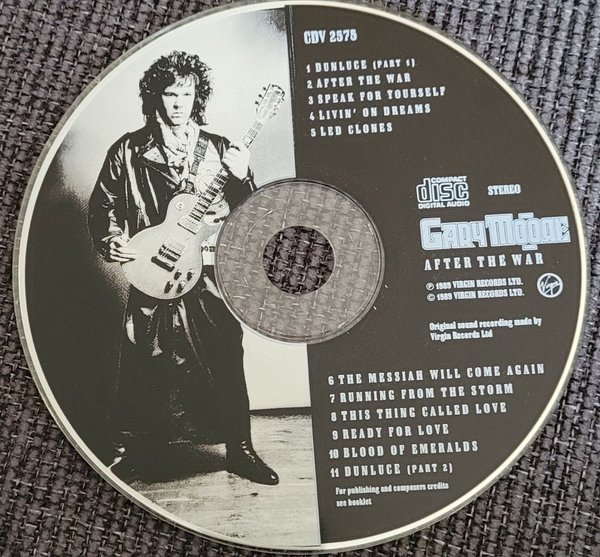 CDV 2575
1 DUNLUCE (PART 1)
2 AFTER THE WAR
3 SPEAK FOR YOURSELF
4 LIVIN' ON DREAMS
5 LED CLONES
COMPACT
disc
DIGITAL AUDIO
STEREO
GARY MOORE
AFTER THE WAR
℗ 1989 VIRGIN RECORDS LTD.
© 1989 VIRGIN RECORDS LTD.
Virgin
Original sound recording made by
Virgin Records Ltd
6 THE MESSIAH WILL COME AGAIN
7 RUNNING FROM THE STORM
8 THIS THING CALLED LOVE
9 READY FOR LOVE
10 BLOOD OF EMERALDS
11 DUNLUCE (PART 2)
For publishing and composers credits
see booklet